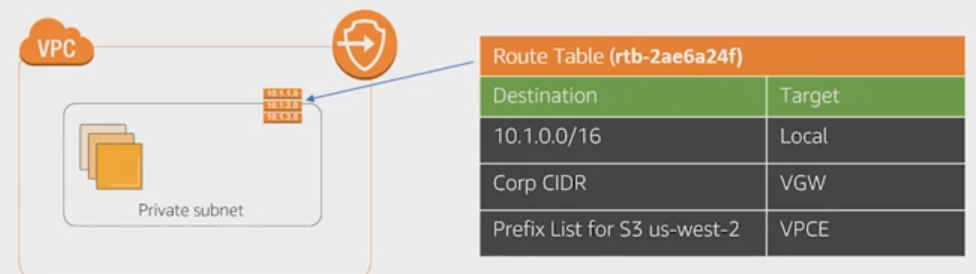 VPC
10.1.1.0
10.1.2.0
10.1.3.0
Private subnet
Route Table (rtb-2ae6a24f)
Destination Target
10.1.0.0/16 Local
Corp CIDR VGW
Prefix List for S3 us-west-2 VPCE